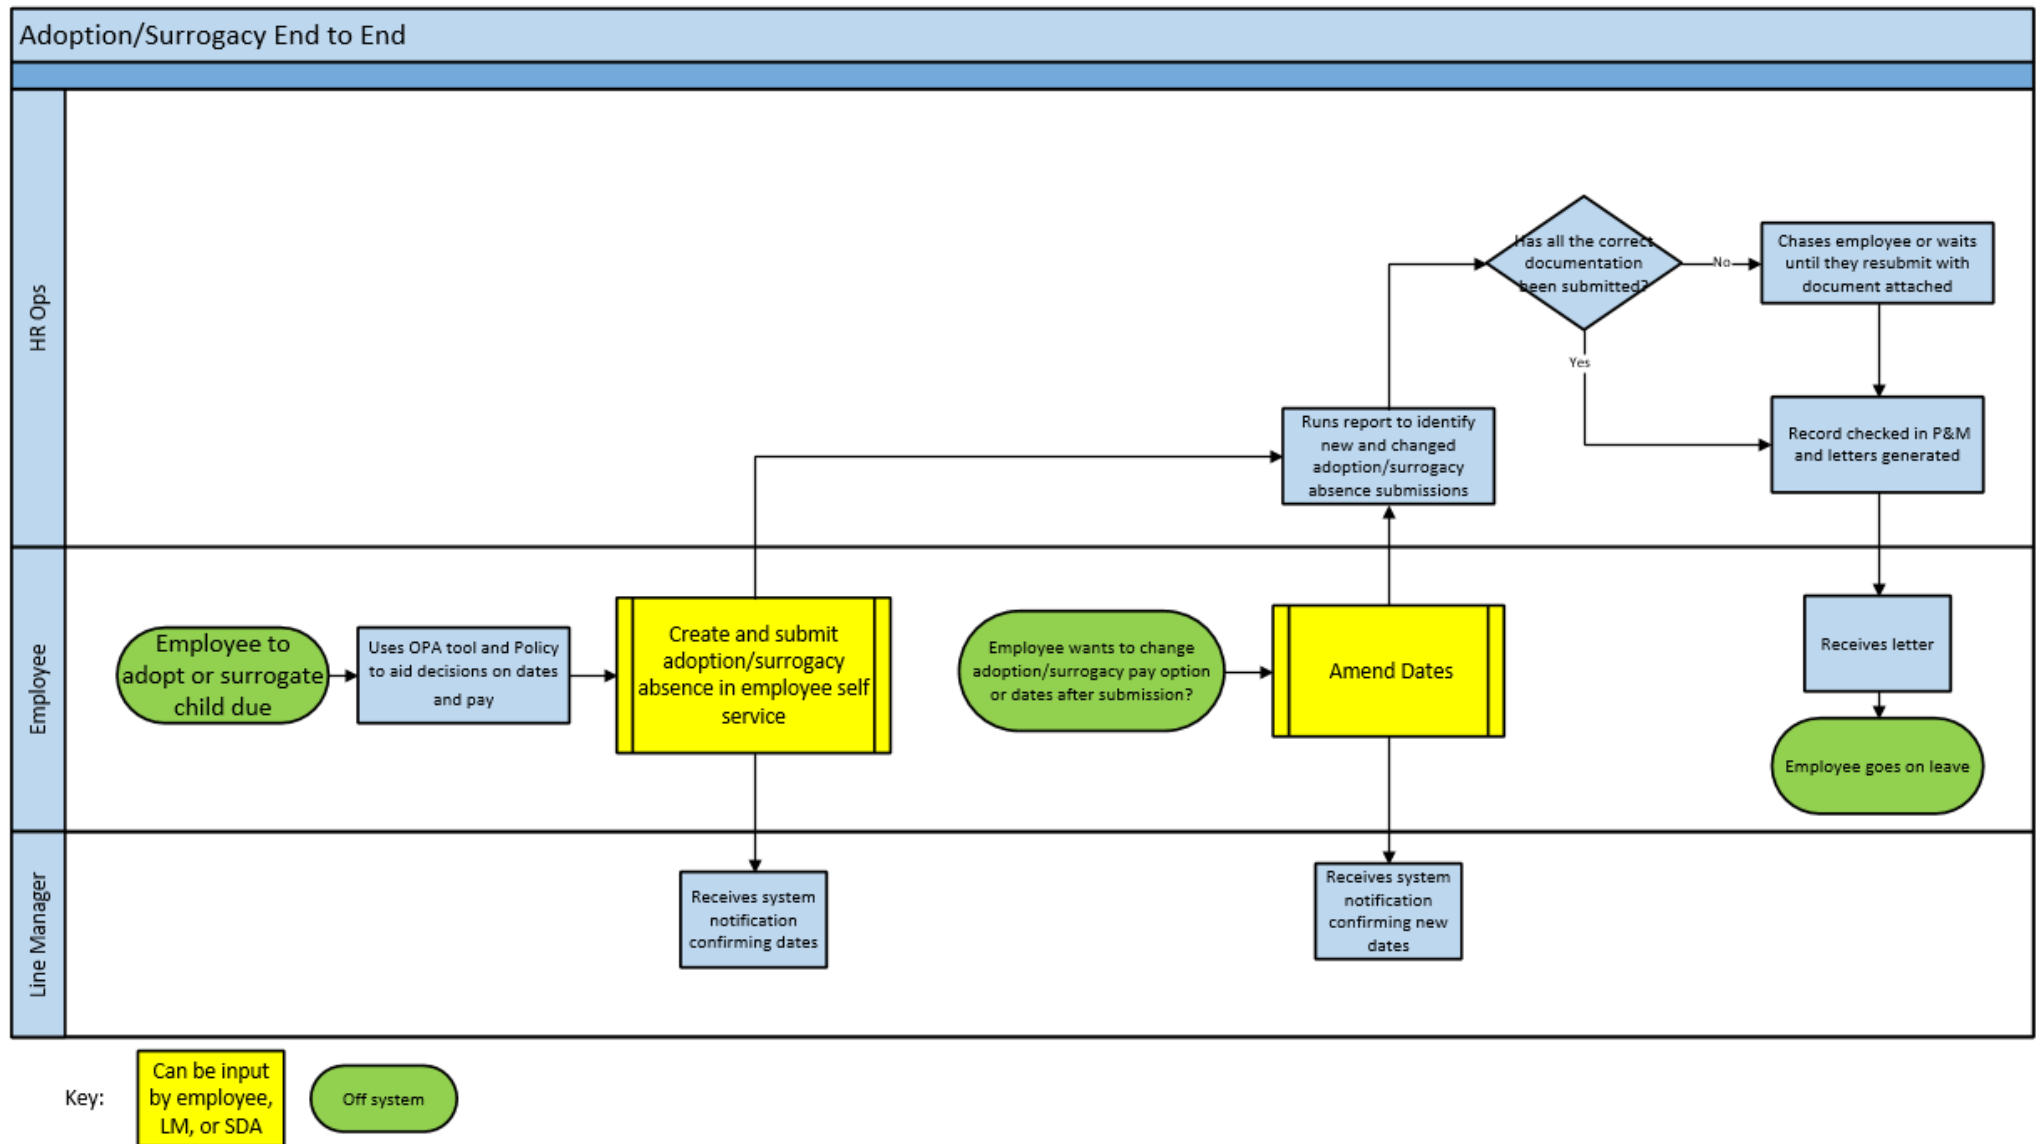 Adoption/Surrogacy End to End
HR Ops
Has all the correct
documentation
been submitted?
No
Yes
Chases employee or waits
until they resubmit with
document attached
Runs report to identify
new and changed
adoption/surrogacy
absence submissions
Record checked in P&M
and letters generated
Employee
Employee to
adopt or surrogate
child due
Uses OPA tool and Policy
to aid decisions on dates
and pay
Create and submit
adoption/surrogacy
absence in employee self
service
Employee wants to change
adoption/surrogacy pay option
or dates after submission?
Amend Dates
Receives letter
Employee goes on leave
Line Manager
Receives system
notification
confirming dates
Receives system
notification
confirming new
dates
Key:
Can be input
by employee,
LM, or SDA
Off system